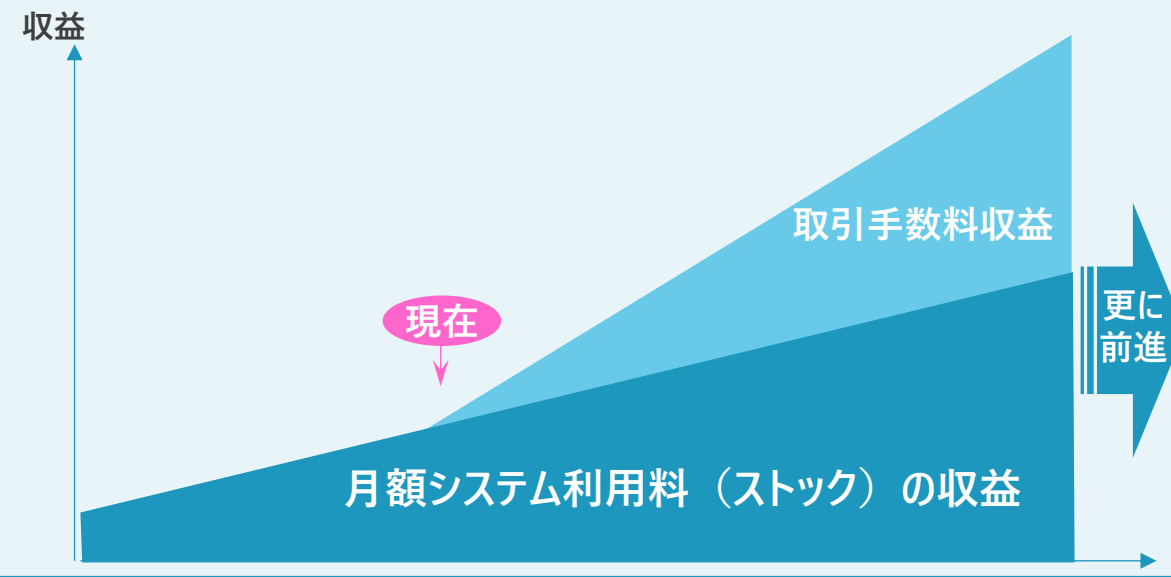 収益
取引手数料収益
現在
更に
前進
月額システム利用料（ストック）の収益